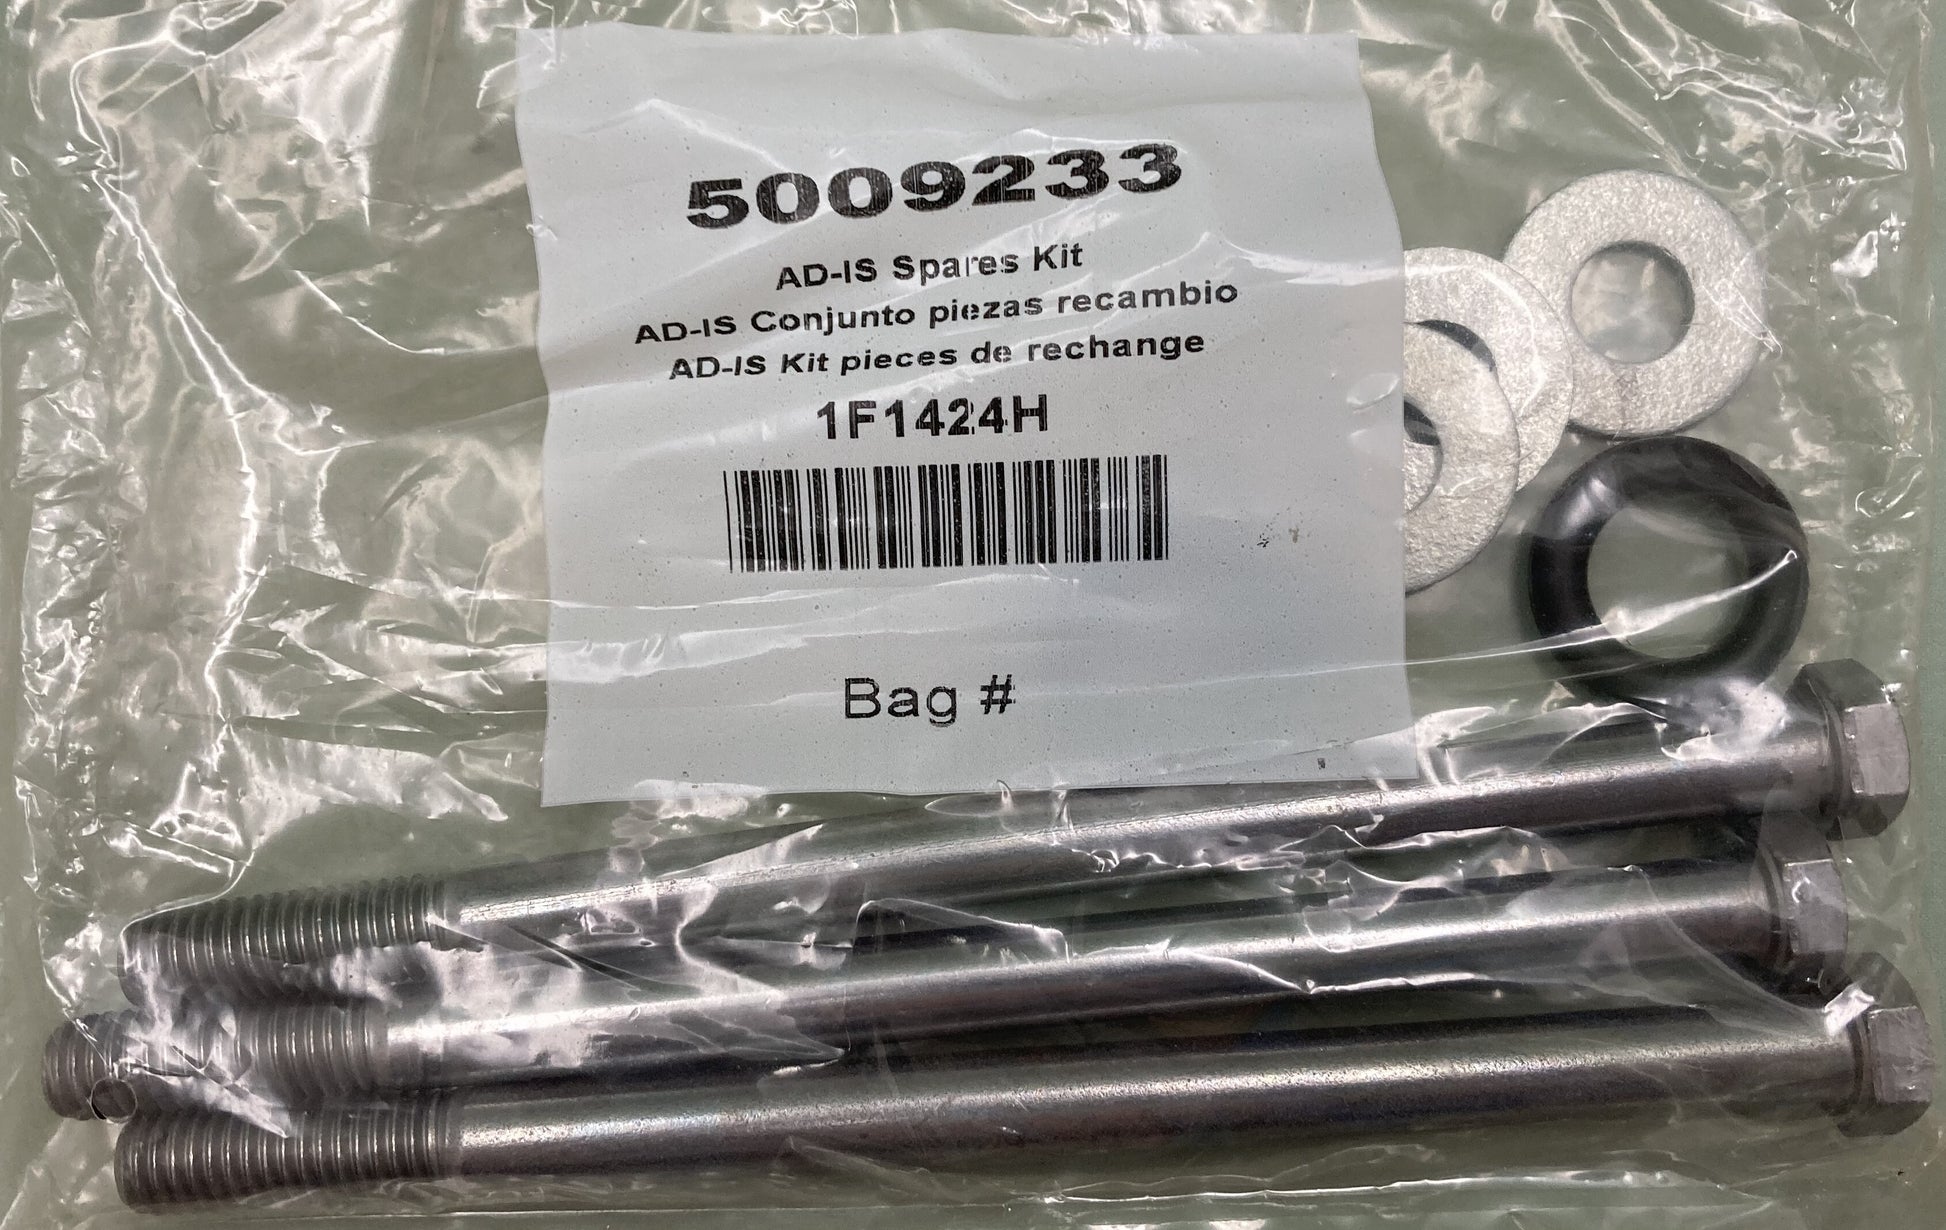 5009233
AD-IS Spares Kit
AD-IS Conjunto piezas recambio
AD-IS Kit pieces de rechange
1F1424H
Bag #